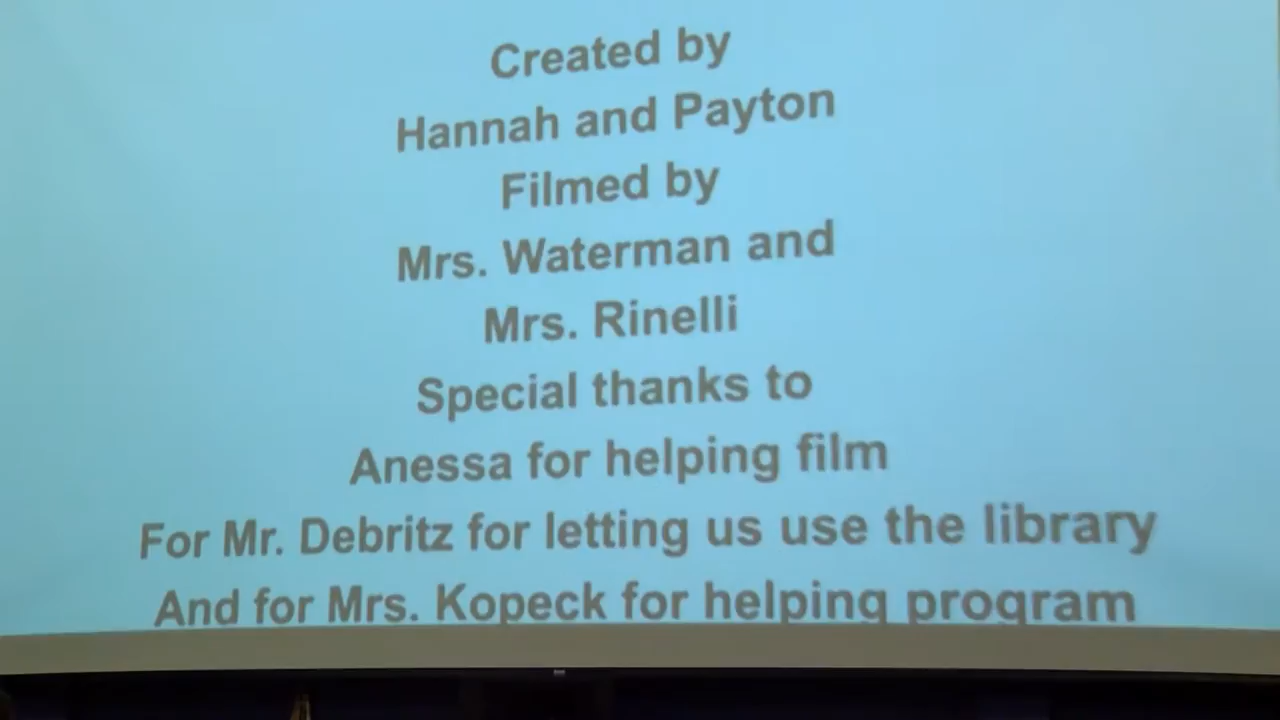 Created by
Hannah and Payton
Filmed by
Mrs. Waterman and
Mrs. Rinelli
Special thanks to
Anessa for helping film
For Mr. Debritz for letting us use the library
And for Mrs. Kopeck for helping program